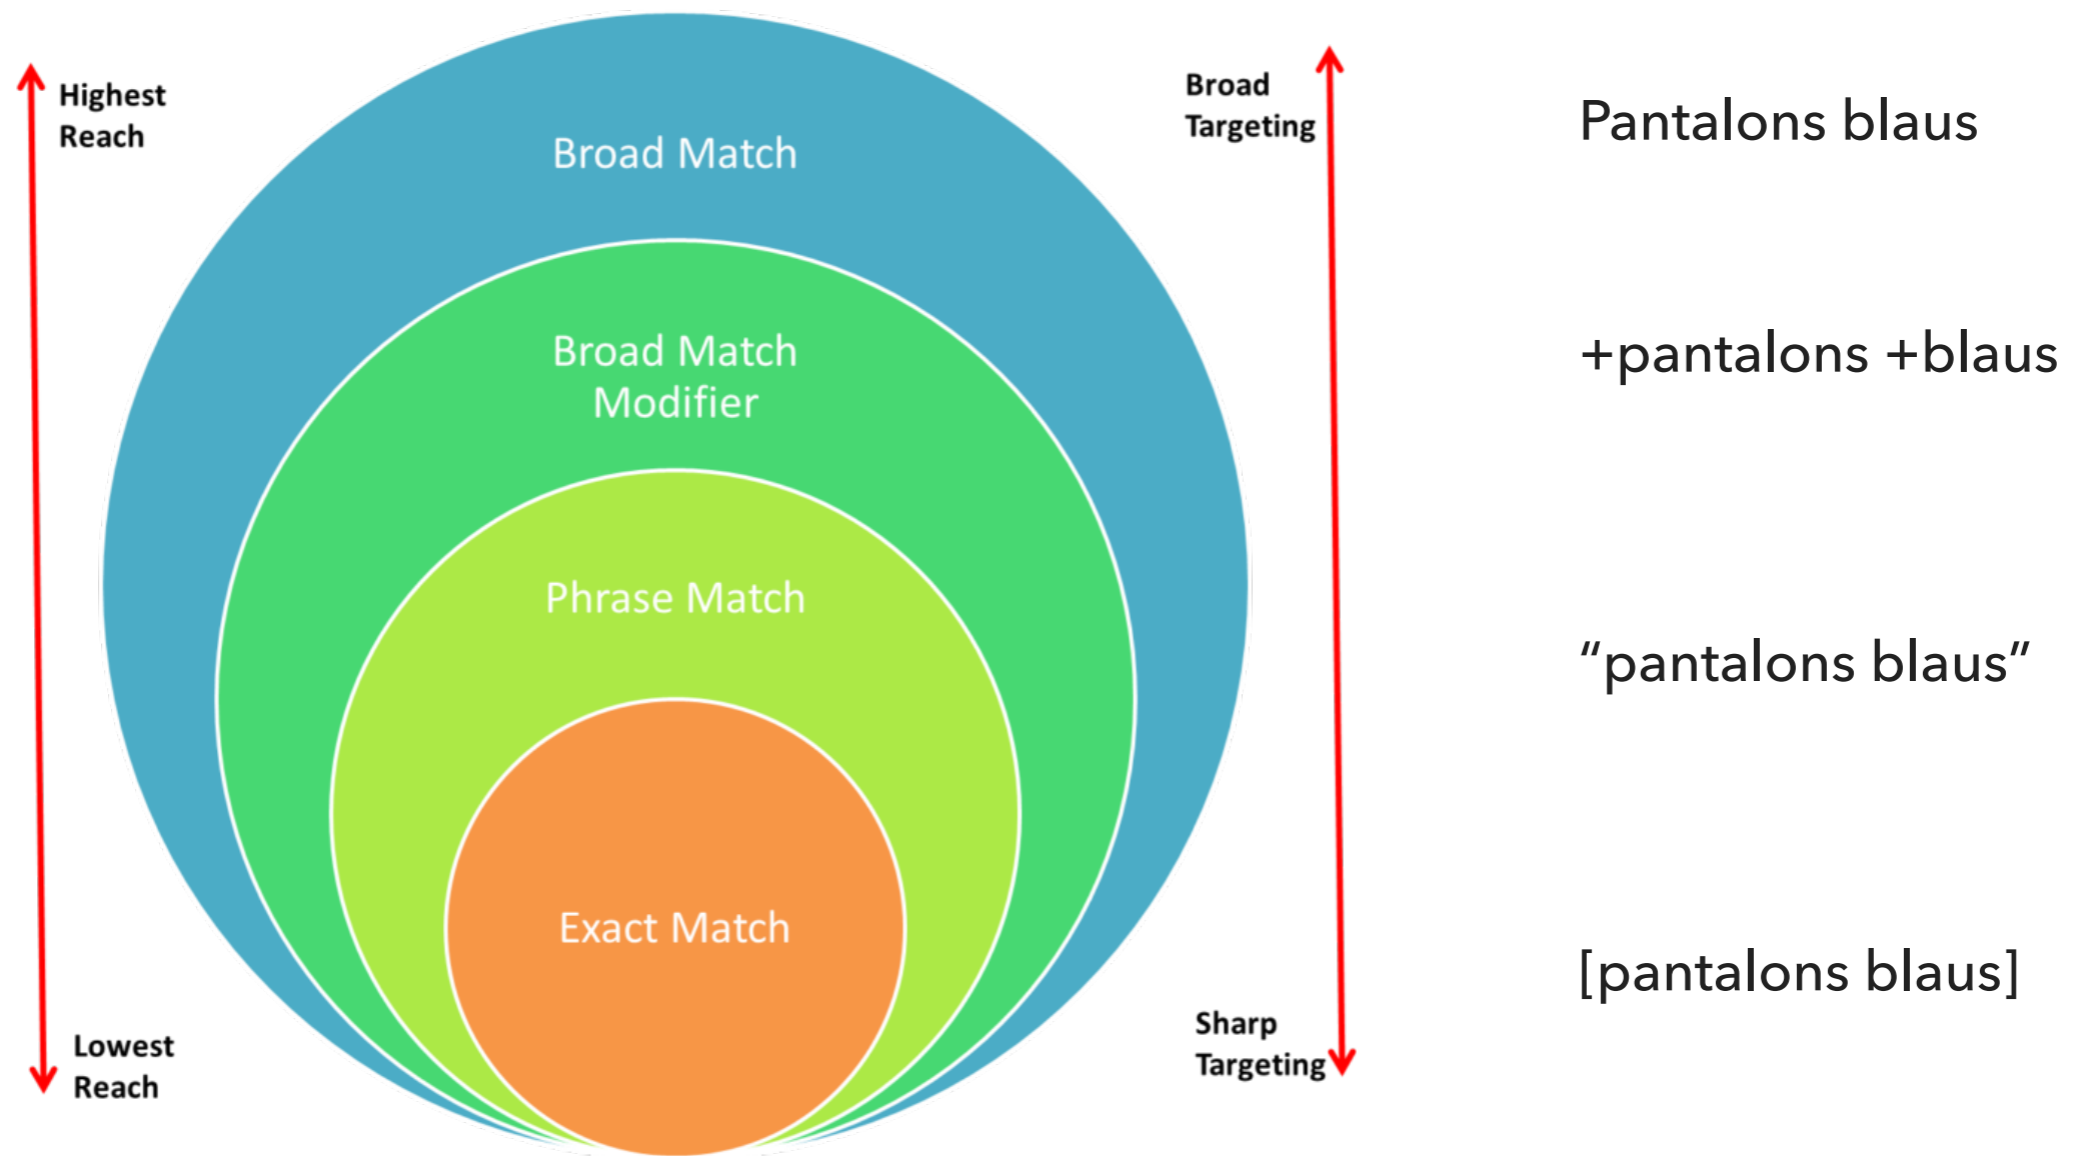 Highest
Reach
Broad
Targeting
Broad Match
Pantalons blaus
Broad Match
Modifier
+pantalons +blaus
Phrase Match
“pantalons blaus”
Exact Match
[pantalons blaus]
Lowest
Reach
Sharp
Targeting